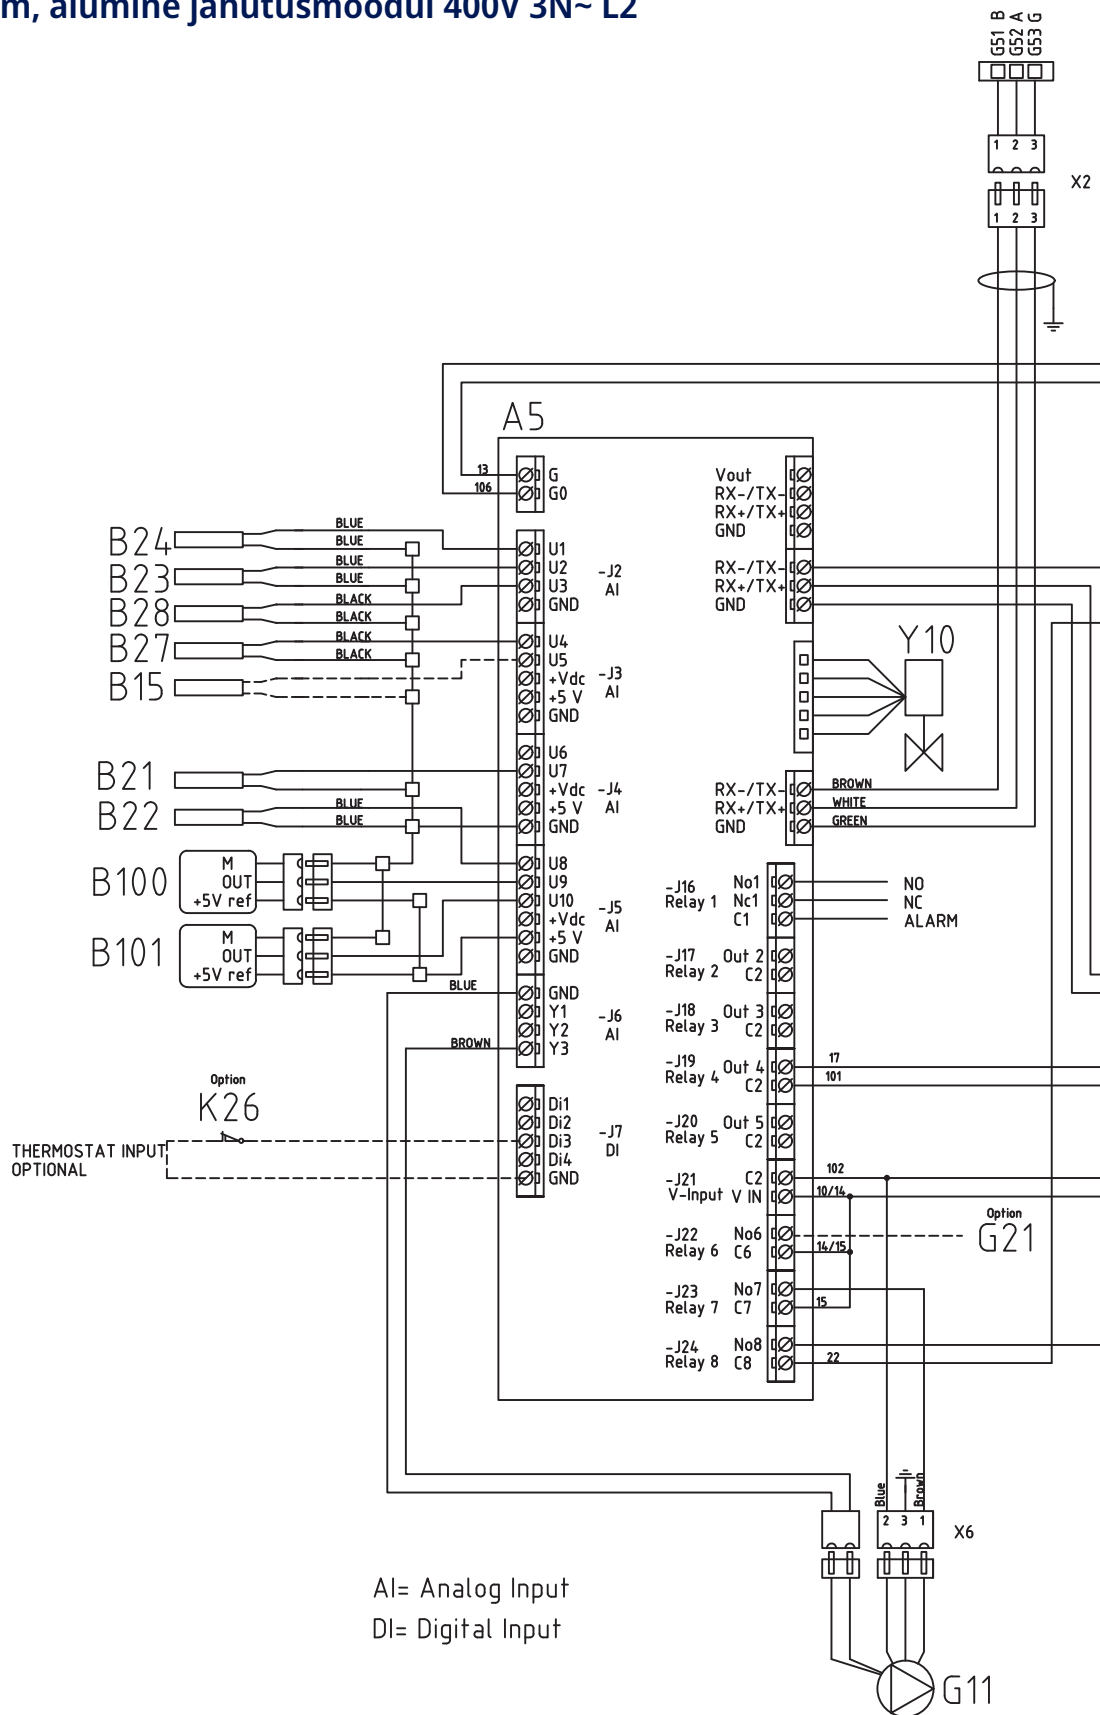 m, alumine jahutusmoodul 400V 3N~ L2
G51 B
G52 A
G53 G
1 2 3
X2
1 2 3
A5
13 G
106 G0
Vout
RX-/TX-
RX+/TX+
GND
B24 BLUE
BLUE
B23 BLUE
BLUE
B28 BLACK
BLACK
B27 BLACK
BLACK
B15
U1
U2
U3
GND
-J2
AI
RX-/TX-
RX+/TX+
GND
U4
U5
+Vdc
+5 V
GND
-J3
AI
Y10
B21
B22 BLUE
BLUE
U6
U7
+Vdc
+5 V
GND
-J4
AI
RX-/TX- BROWN
RX+/TX+ WHITE
GND GREEN
B100
M
OUT
+5V ref
B101
M
OUT
+5V ref
U8
U9
U10
+Vdc
+5 V
GND
-J5
AI
-J16
Relay 1
No1 NO
Nc1 NC
C1 ALARM
-J17
Relay 2
Out 2
C2
BLUE GND
Y1
Y2
BROWN Y3
-J6
AI
-J18
Relay 3
Out 3
C2
-J19
Relay 4
Out 4 17
C2 101
Option
K26
THERMOSTAT INPUT
OPTIONAL
Di1
Di2
Di3
Di4
GND
-J7
DI
-J20
Relay 5
Out 5
C2
-J21
V-Input
C2 102
V IN 10/14
-J22
Relay 6
No6
C6 14/15
Option
G21
-J23
Relay 7
No7
C7 15
-J24
Relay 8
No8
C8 22
Blue
Brown
2 3 1
X6
AI= Analog Input
DI= Digital Input
G11